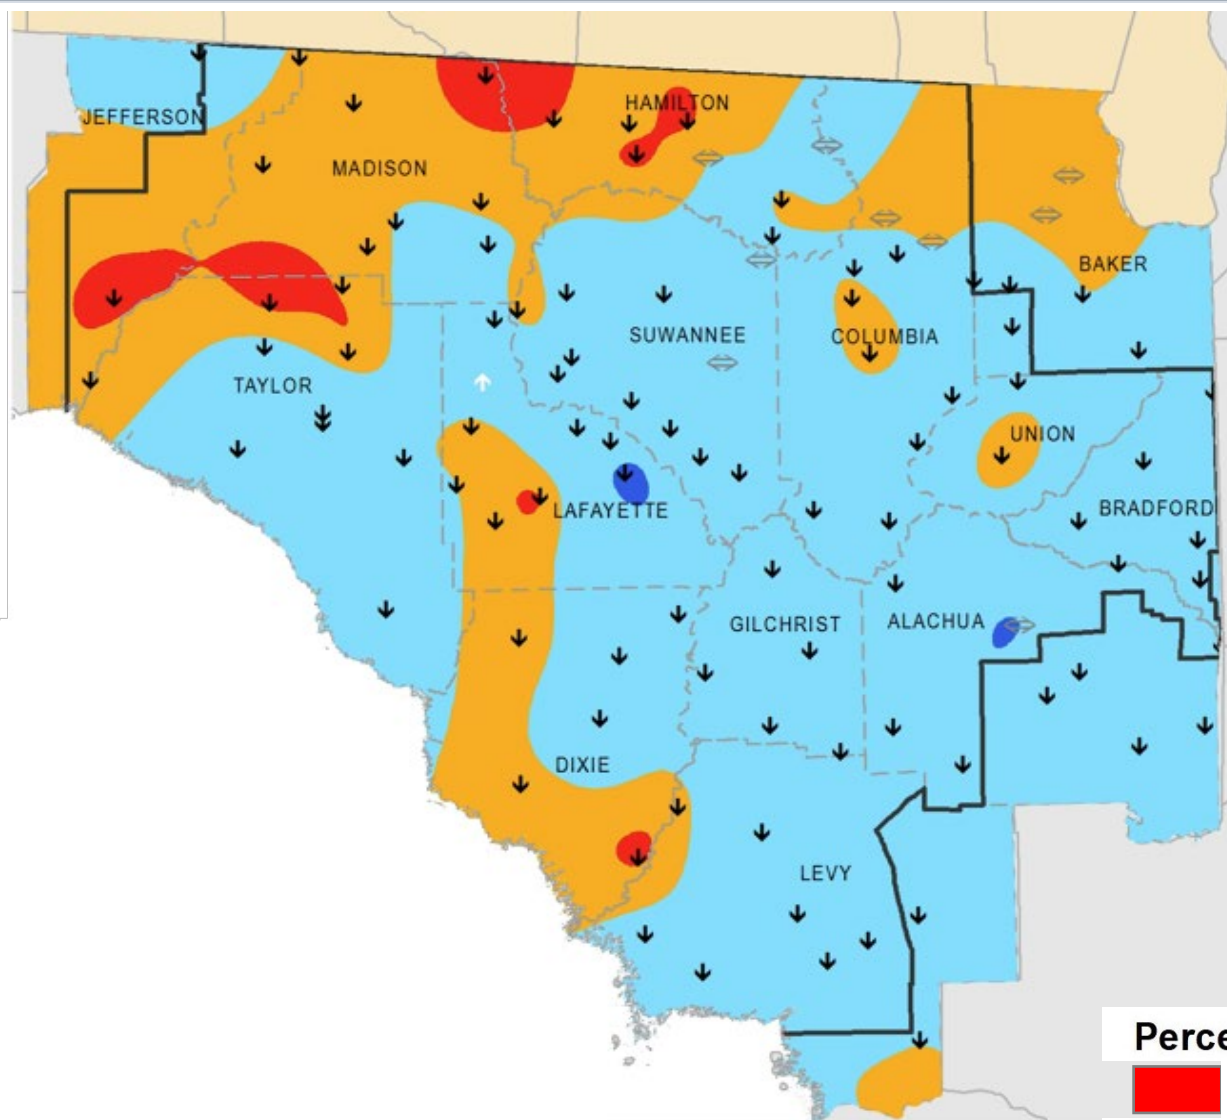 HAMILTON
JEFFERSON
MADISON
BAKER
SUWANNEE
COLUMBIA
TAYLOR
UNION
LAFAYETTE
BRADFORD
GILCHRIST
ALACHUA
DIXIE
LEVY
Perce